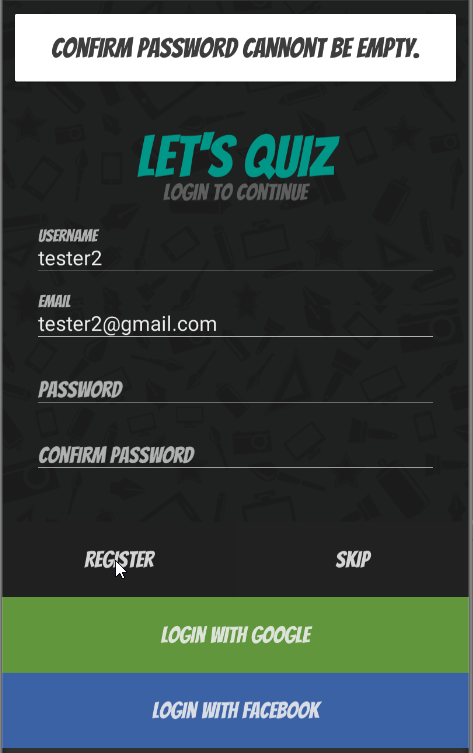 CONFIRM PASSWORD CANNONT BE EMPTY.
LET'S QUIZ
LOGIN TO CONTINUE
USERNAME
tester2
EMAIL
tester2@gmail.com
PASSWORD
CONFIRM PASSWORD
REGISTER SKIP
LOGIN WITH GOOGLE
LOGIN WITH FACEBOOK